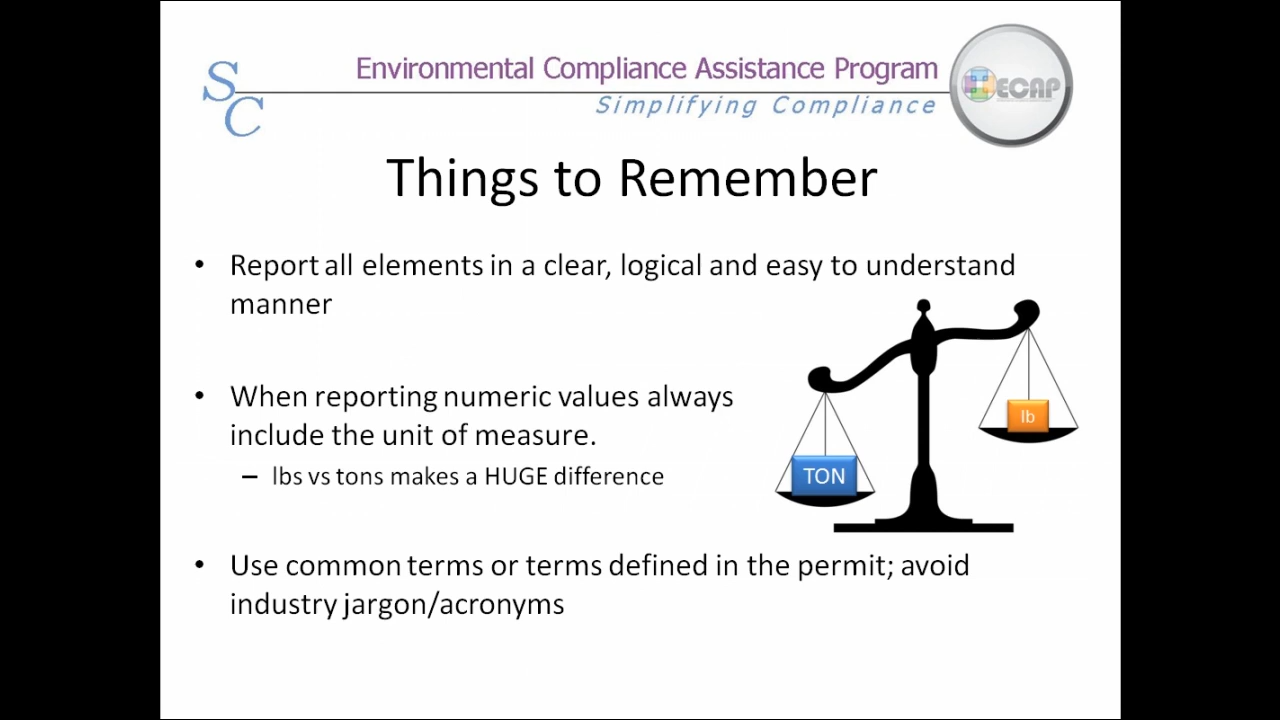 SC
Environmental Compliance Assistance Program
Simplifying Compliance
ECAP
Things to Remember
• Report all elements in a clear, logical and easy to understand
manner
• When reporting numeric values always
include the unit of measure.
– lbs vs tons makes a HUGE difference
TON
lb
• Use common terms or terms defined in the permit; avoid
industry jargon/acronyms